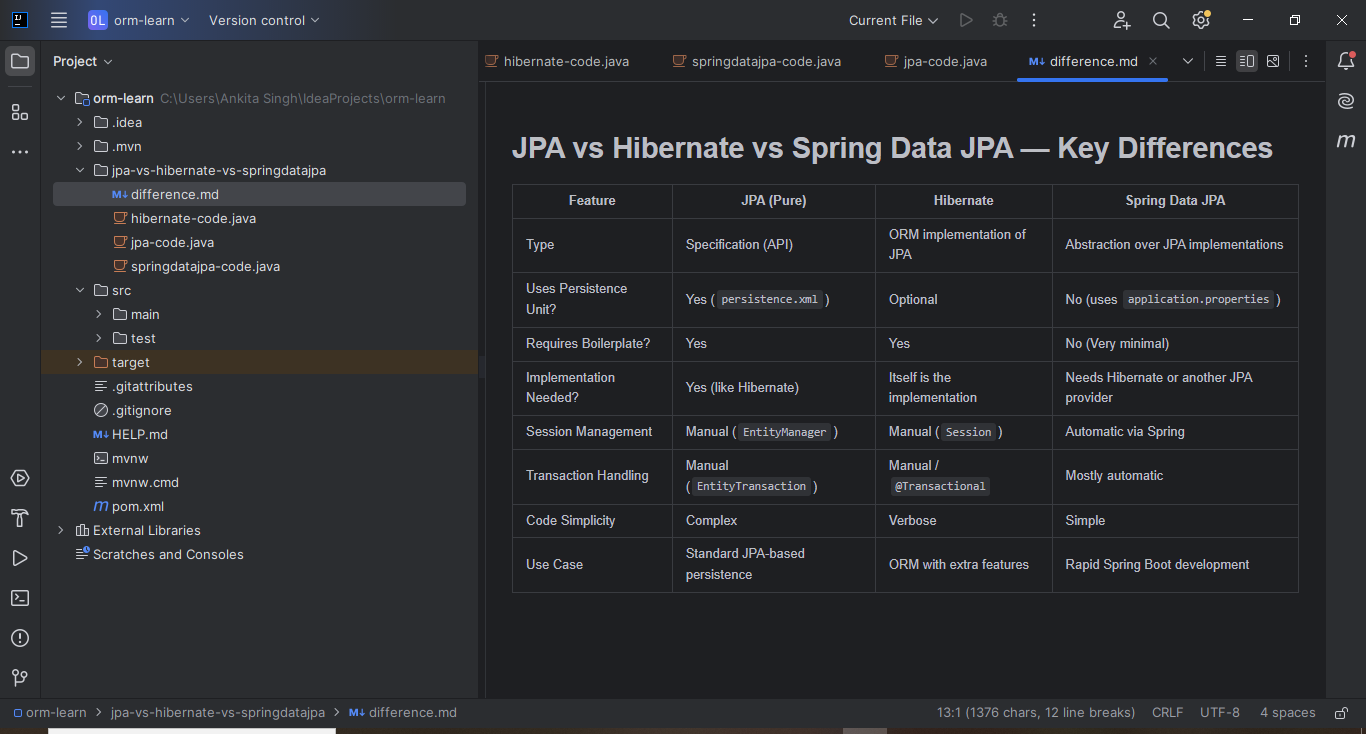 OL orm-learn Version control Current File
Project
hibernate-code.java springdatajpa-code.java jpa-code.java M↓ difference.md
orm-learn C:\Users\Ankita Singh\IdeaProjects\orm-learn
.idea
.mvn
jpa-vs-hibernate-vs-springdatajpa
M↓ difference.md
hibernate-code.java
jpa-code.java
springdatajpa-code.java
src
main
test
target
.gitattributes
.gitignore
M↓ HELP.md
mvnw
mvnw.cmd
m pom.xml
External Libraries
Scratches and Consoles
JPA vs Hibernate vs Spring Data JPA — Key Differences
Feature JPA (Pure) Hibernate Spring Data JPA
Type Specification (API) ORM implementation of JPA Abstraction over JPA implementations
Uses Persistence Unit? Yes ( persistence.xml ) Optional No (uses application.properties )
Requires Boilerplate? Yes Yes No (Very minimal)
Implementation Needed? Yes (like Hibernate) Itself is the implementation Needs Hibernate or another JPA provider
Session Management Manual ( EntityManager ) Manual ( Session ) Automatic via Spring
Transaction Handling Manual ( EntityTransaction ) Manual / @Transactional Mostly automatic
Code Simplicity Complex Verbose Simple
Use Case Standard JPA-based persistence ORM with extra features Rapid Spring Boot development
m
orm-learn > jpa-vs-hibernate-vs-springdatajpa > M↓ difference.md 13:1 (1376 chars, 12 line breaks) CRLF UTF-8 4 spaces